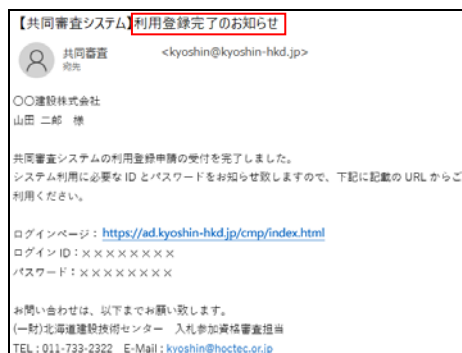 【共同審査システム】利用登録完了のお知らせ
共同審査 <kyoshin@kyoshin-hkd.jp>
宛先
〇〇建設株式会社
山田 二郎 様
共同審査システムの利用登録申請の受付を完了しました。
システム利用に必要な ID とパスワードをお知らせ致しますので、下記に記載の URL からご
利用ください。
ログインページ：https://ad.kyoshin-hkd.jp/cmp/index.html
ログイン ID：××××××××
パスワード：××××××××
お問い合わせは、以下までお願い致します。
(一財)北海道建設技術センター 入札参加資格審査担当
TEL：011-733-2322 E-Mail：kyoshin@hoctec.or.jp